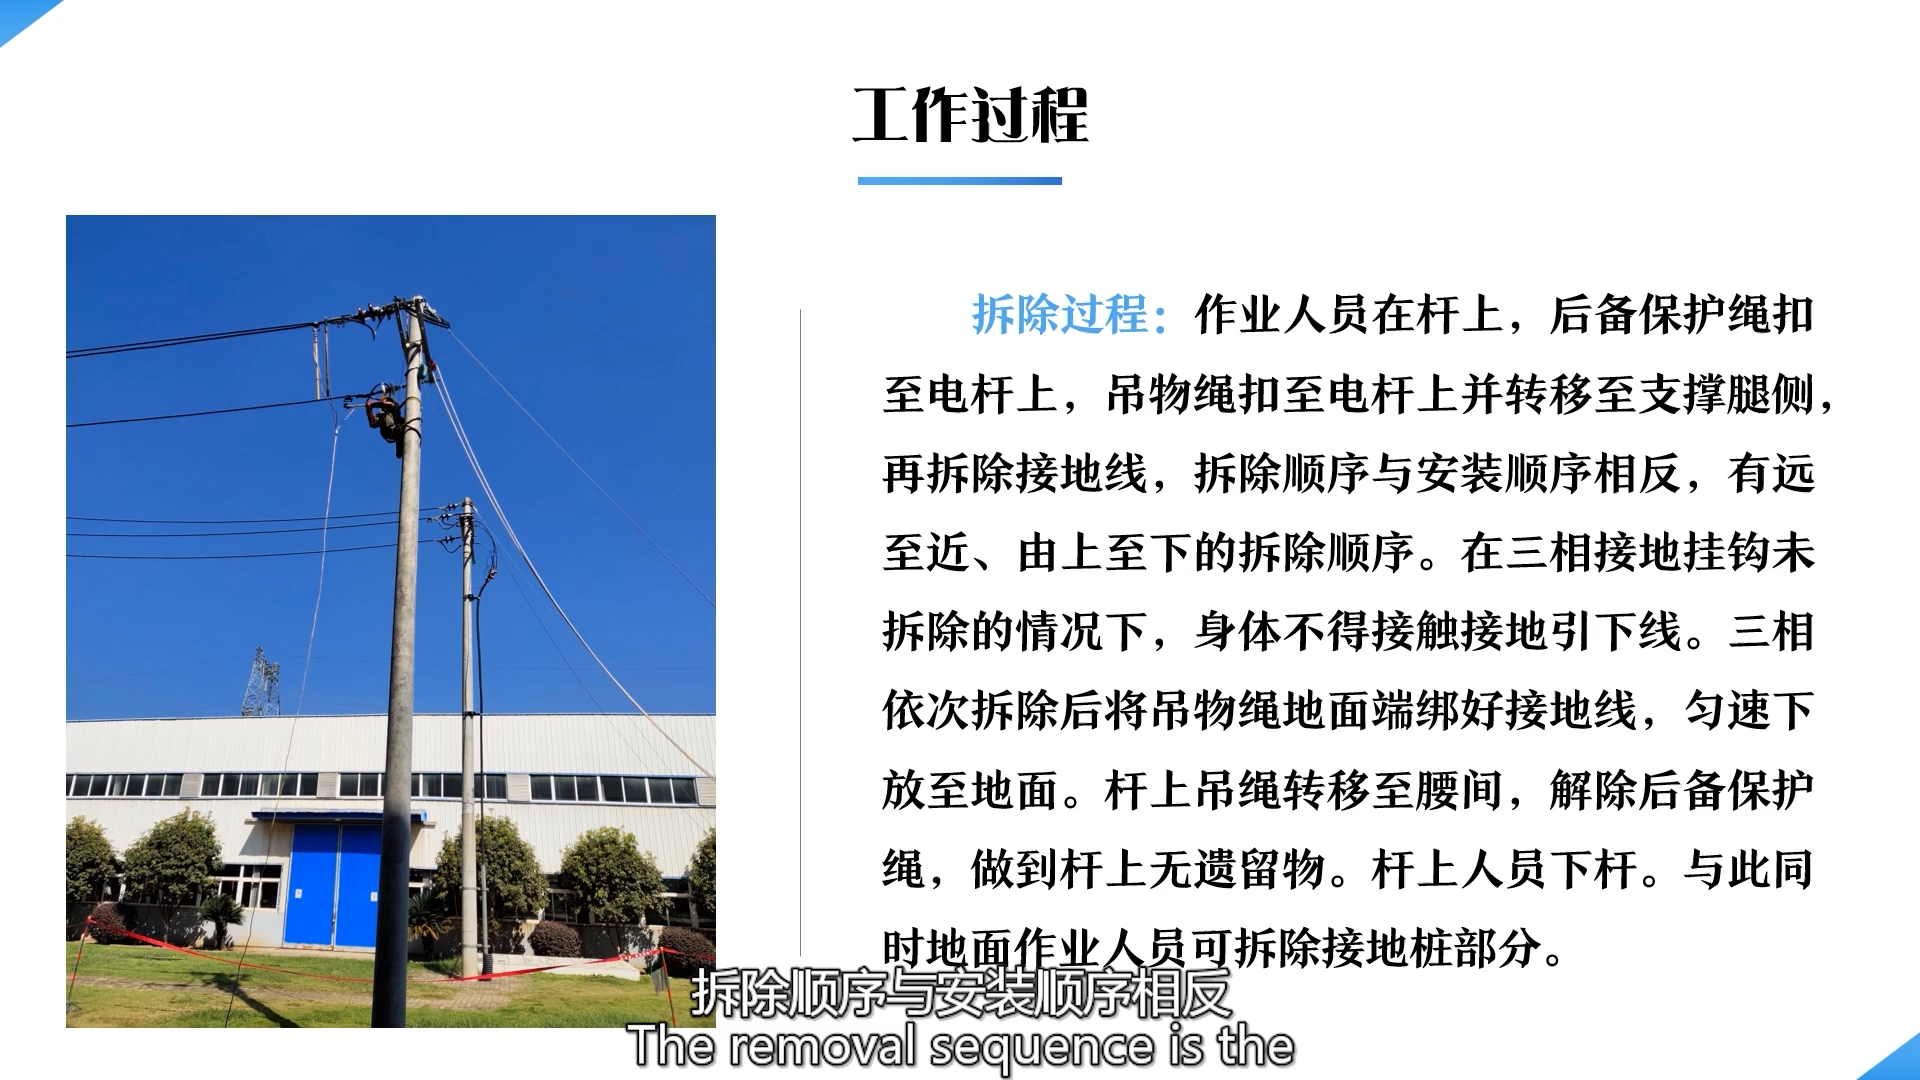 工作过程
拆除过程：作业人员在杆上，后备保护绳扣
至电杆上，吊物绳扣至电杆上并转移至支撑腿侧，
再拆除接地线，拆除顺序与安装顺序相反，有远
至近、由上至下的拆除顺序。在三相接地挂钩未
拆除的情况下，身体不得接触接地引下线。三相
依次拆除后将吊物绳地面端绑好接地线，匀速下
放至地面。杆上吊绳转移至腰间，解除后备保护
绳，做到杆上无遗留物。杆上人员下杆。与此同
时地面作业人员可拆除接地桩部分。
拆除顺序与安装顺序相反
The removal sequence is the